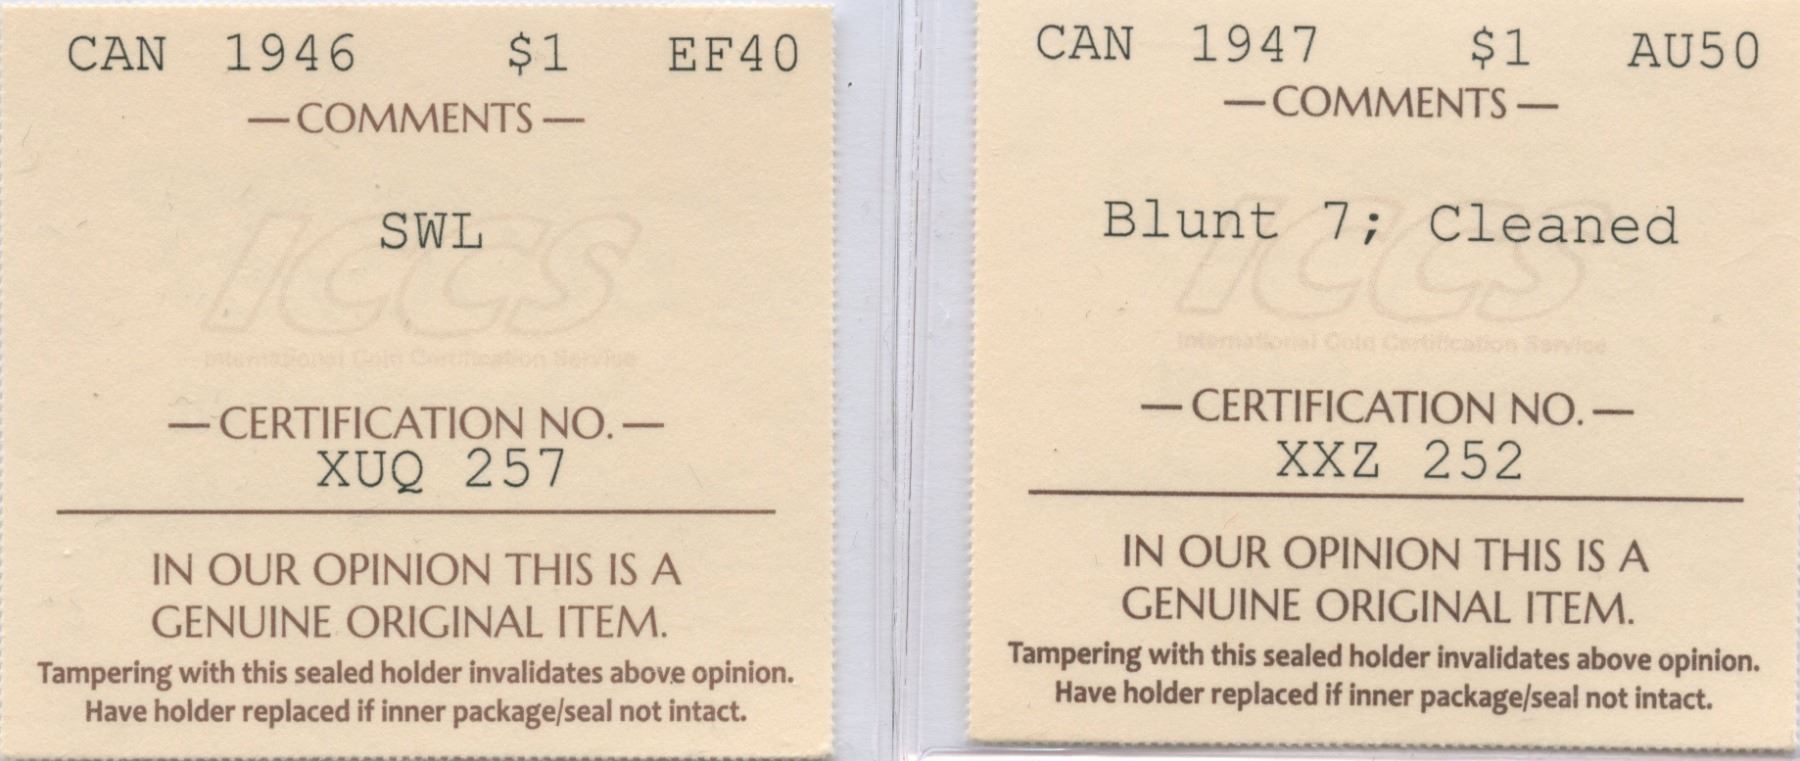 CAN 1946 $1 EF40
— COMMENTS —
SWL
ICCS
International Coin Certification Service
— CERTIFICATION NO. —
XUQ 257
IN OUR OPINION THIS IS A
GENUINE ORIGINAL ITEM.
Tampering with this sealed holder invalidates above opinion.
Have holder replaced if inner package/seal not intact.
CAN 1947 $1 AU50
— COMMENTS —
Blunt 7; Cleaned
ICCS
International Coin Certification Service
— CERTIFICATION NO. —
XXZ 252
IN OUR OPINION THIS IS A
GENUINE ORIGINAL ITEM.
Tampering with this sealed holder invalidates above opinion.
Have holder replaced if inner package/seal not intact.